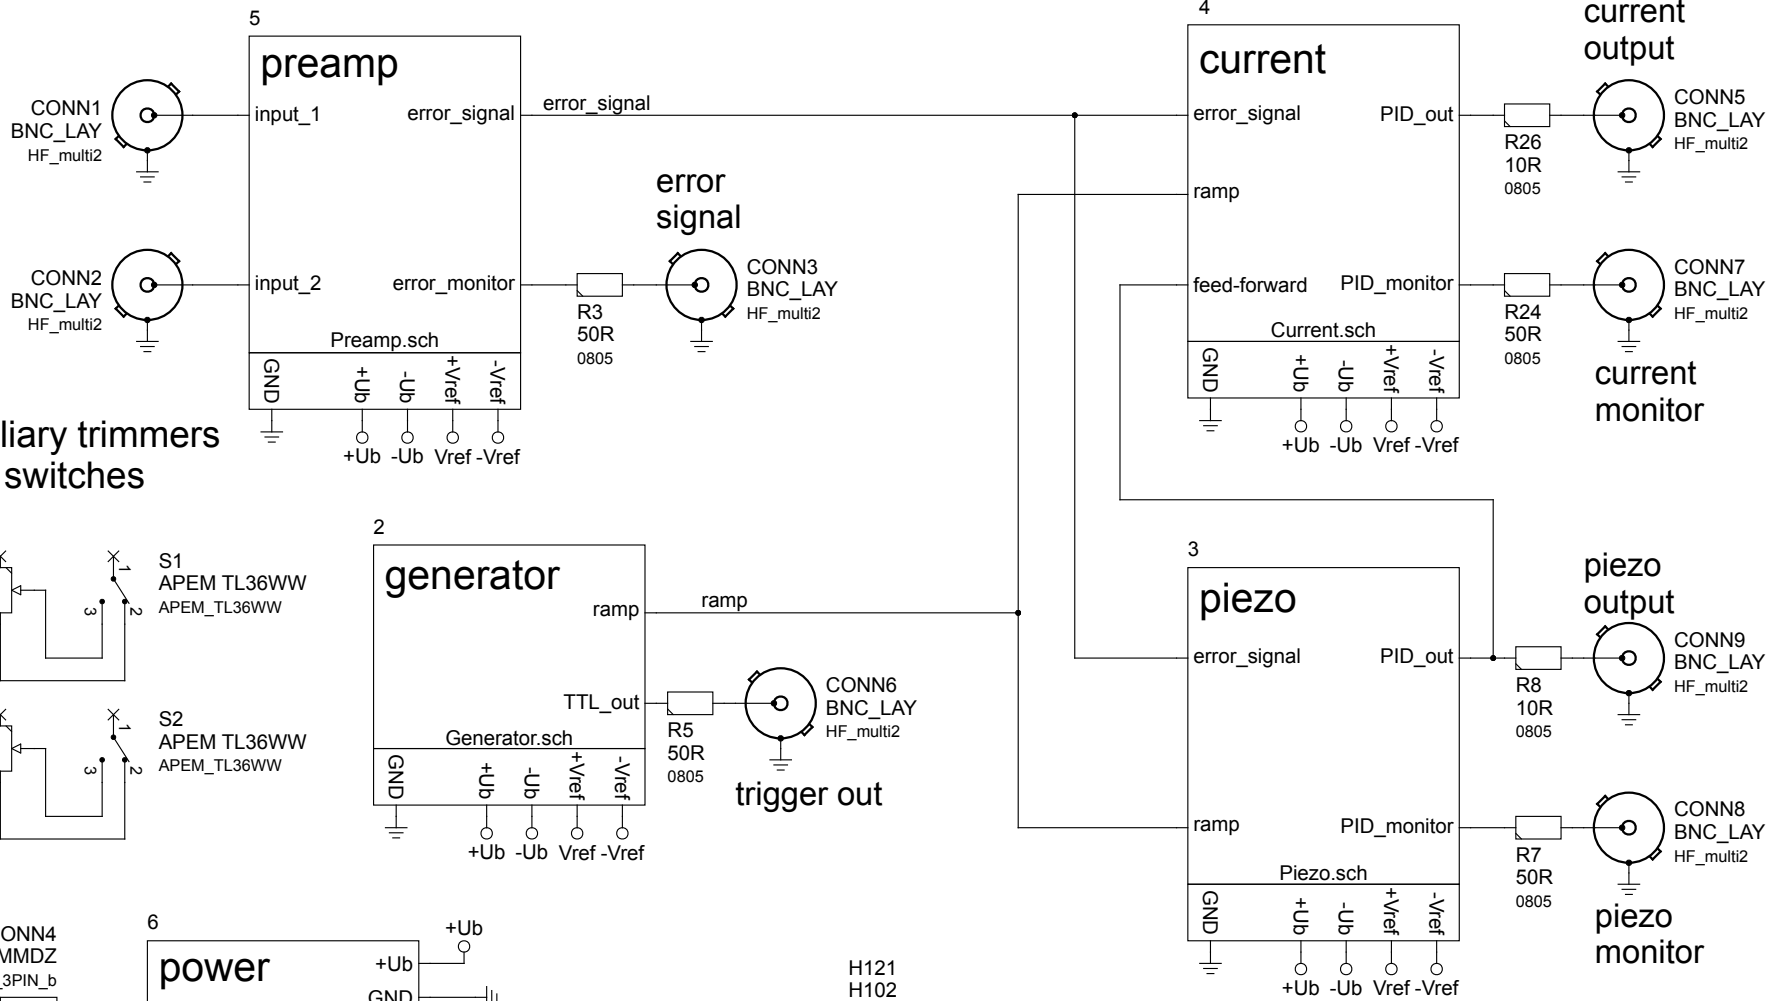 5
preamp
input_1
error_signal
input_2
error_monitor
Preamp.sch
GND
+Ub
-Ub
+Vref
-Vref
+Ub
-Ub
Vref
-Vref
CONN1
BNC_LAY
HF_multi2
CONN2
BNC_LAY
HF_multi2
error_signal
error
signal
R3
50R
0805
CONN3
BNC_LAY
HF_multi2
4
current
error_signal
PID_out
ramp
feed-forward
PID_monitor
Current.sch
GND
+Ub
-Ub
+Vref
-Vref
+Ub
-Ub
Vref
-Vref
current
output
R26
10R
0805
CONN5
BNC_LAY
HF_multi2
R24
50R
0805
CONN7
BNC_LAY
HF_multi2
current
monitor
liary trimmers
switches
1
3
2
S1
APEM TL36WW
APEM_TL36WW
1
3
2
S2
APEM TL36WW
APEM_TL36WW
2
generator
ramp
TTL_out
Generator.sch
GND
+Ub
-Ub
+Vref
-Vref
+Ub
-Ub
Vref
-Vref
ramp
R5
50R
0805
CONN6
BNC_LAY
HF_multi2
trigger out
3
piezo
error_signal
PID_out
ramp
PID_monitor
Piezo.sch
GND
+Ub
-Ub
+Vref
-Vref
+Ub
-Ub
Vref
-Vref
piezo
output
R8
10R
0805
CONN9
BNC_LAY
HF_multi2
R7
50R
0805
CONN8
BNC_LAY
HF_multi2
piezo
monitor
ONN4
MMDZ
_3PIN_b
6
power
+Ub
GND
+Ub
H121
H102